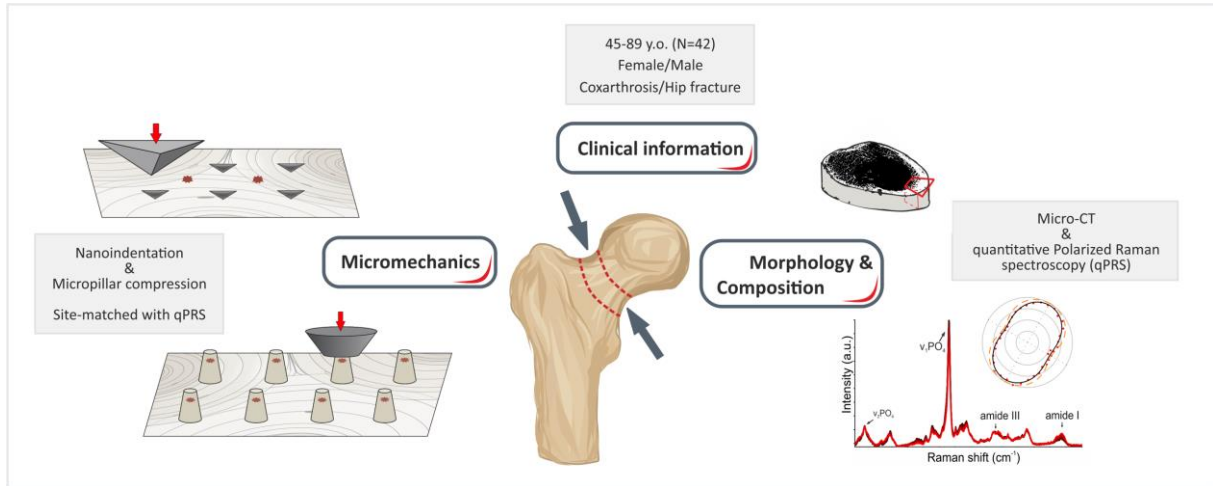 45-89 y.o. (N=42)
Female/Male
Coxarthrosis/Hip fracture
Clinical information
Nanoindentation
&
Micropillar compression
Site-matched with qPRS
Micromechanics
Morphology &
Composition
Micro-CT
&
quantitative Polarized Raman
spectroscopy (qPRS)
Intensity (a.u.)
ν₁PO₄
ν₂PO₄
amide III
amide I
Raman shift (cm⁻¹)